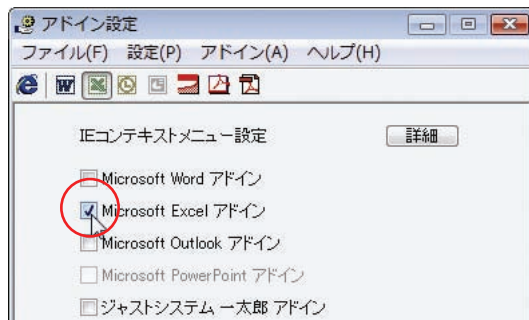 アドイン設定
ファイル(F) 設定(P) アドイン(A) ヘルプ(H)
IEコンテキストメニュー設定 詳細
Microsoft Word アドイン
Microsoft Excel アドイン
Microsoft Outlook アドイン
Microsoft PowerPoint アドイン
ジャストシステム 一太郎 アドイン